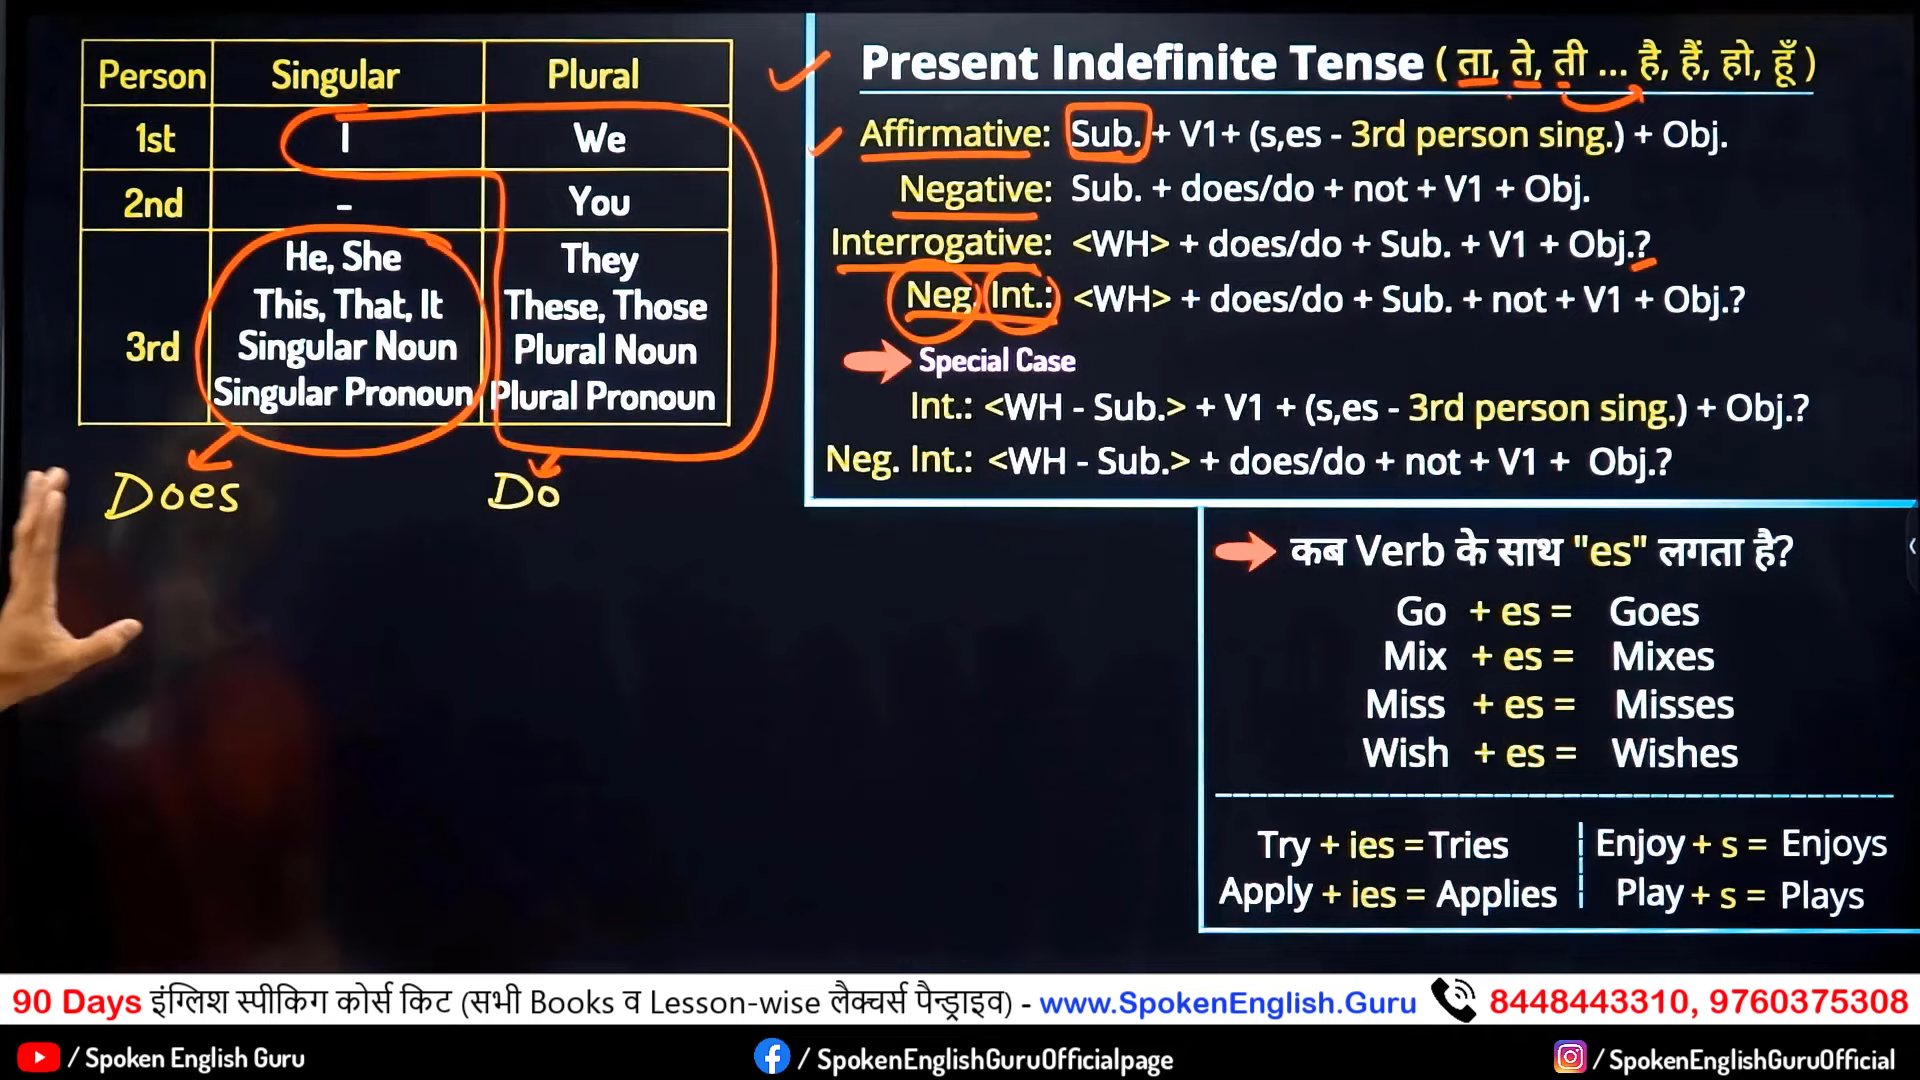 Person Singular Plural
1st I We
2nd - You
3rd
He, She
This, That, It
Singular Noun
Singular Pronoun
They
These, Those
Plural Noun
Plural Pronoun
Does
Do
Present Indefinite Tense ( ता, ते, ती ... है, हैं, हो, हूँ )
Affirmative: Sub. + V1+ (s,es - 3rd person sing.) + Obj.
Negative: Sub. + does/do + not + V1 + Obj.
Interrogative: <WH> + does/do + Sub. + V1 + Obj.?
Neg. Int.: <WH> + does/do + Sub. + not + V1 + Obj.?
Special Case
Int.: <WH - Sub.> + V1 + (s,es - 3rd person sing.) + Obj.?
Neg. Int.: <WH - Sub.> + does/do + not + V1 + Obj.?
कब Verb के साथ "es" लगता है?
Go + es = Goes
Mix + es = Mixes
Miss + es = Misses
Wish + es = Wishes
Try + ies = Tries
Apply + ies = Applies
Enjoy + s = Enjoys
Play + s = Plays
90 Days इंग्लिश स्पीकिग कोर्स किट (सभी Books व Lesson-wise लैक्चर्स पैन्ड्राइव) - www.SpokenEnglish.Guru 8448443310, 9760375308
/ Spoken English Guru / SpokenEnglishGuruOfficialpage / SpokenEnglishGuruOfficial